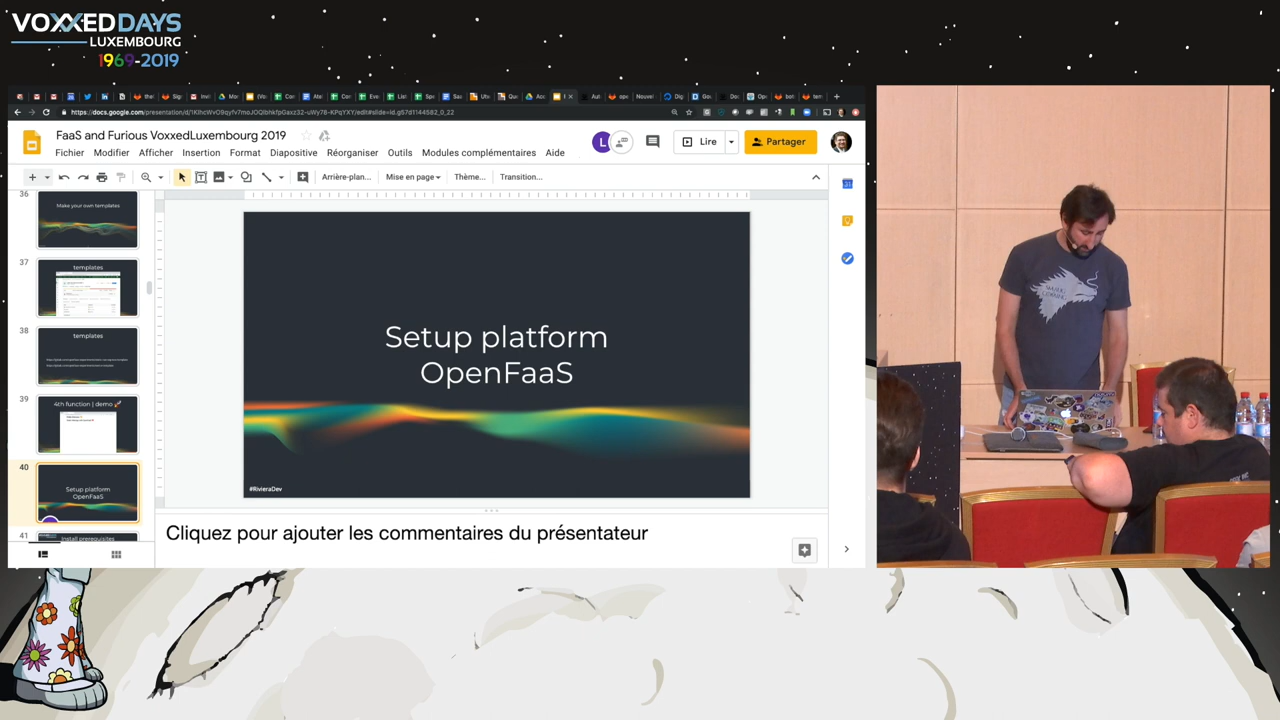 VOXXEDDAYS
LUXEMBOURG
1969-2019
FaaS and Furious VoxxedLuxembourg 2019
Fichier Modifier Afficher Insertion Format Diapositive Réorganiser Outils Modules complémentaires Aide
L
Lire
Partager
Arrière-plan... Mise en page Thème... Transition...
36
Make your own templates
37
templates
38
templates
39
4th function | demo 🚀
40
Setup platform
OpenFaaS
41
Install prerequisites
Setup platform
OpenFaaS
#RivieraDev
Cliquez pour ajouter les commentaires du présentateur